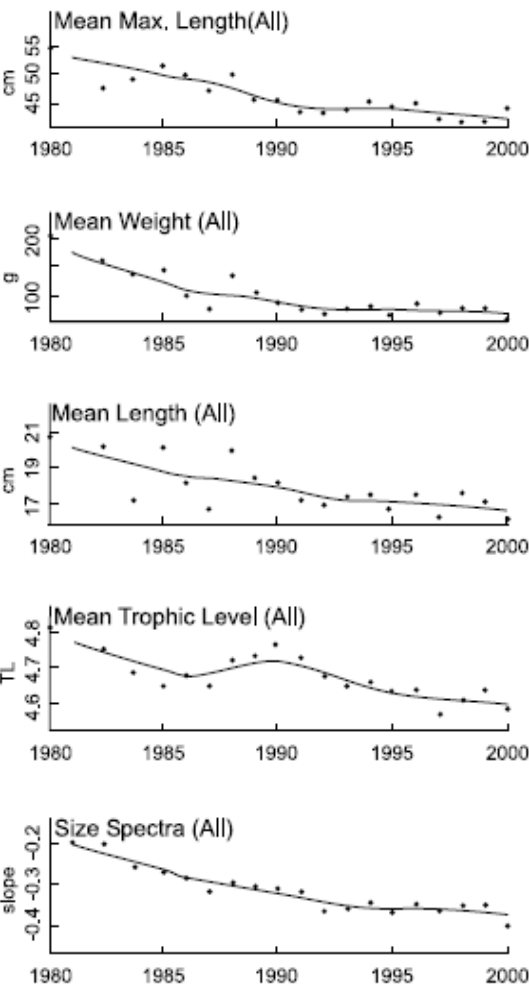 Mean Max, Length(All)
55
50
45
cm
1980 1985 1990 1995 2000
Mean Weight (All)
200
100
g
1980 1985 1990 1995 2000
Mean Length (All)
21
19
17
cm
1980 1985 1990 1995 2000
Mean Trophic Level (All)
4.8
4.7
4.6
TL
1980 1985 1990 1995 2000
Size Spectra (All)
-0.2
-0.3
-0.4
slope
1980 1985 1990 1995 2000